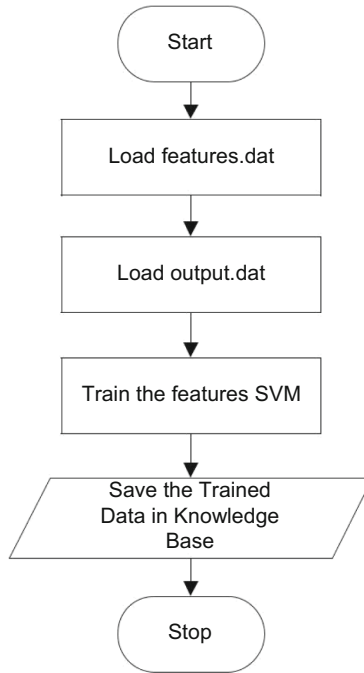 Start
Load features.dat
Load output.dat
Train the features SVM
Save the Trained
Data in Knowledge
Base
Stop